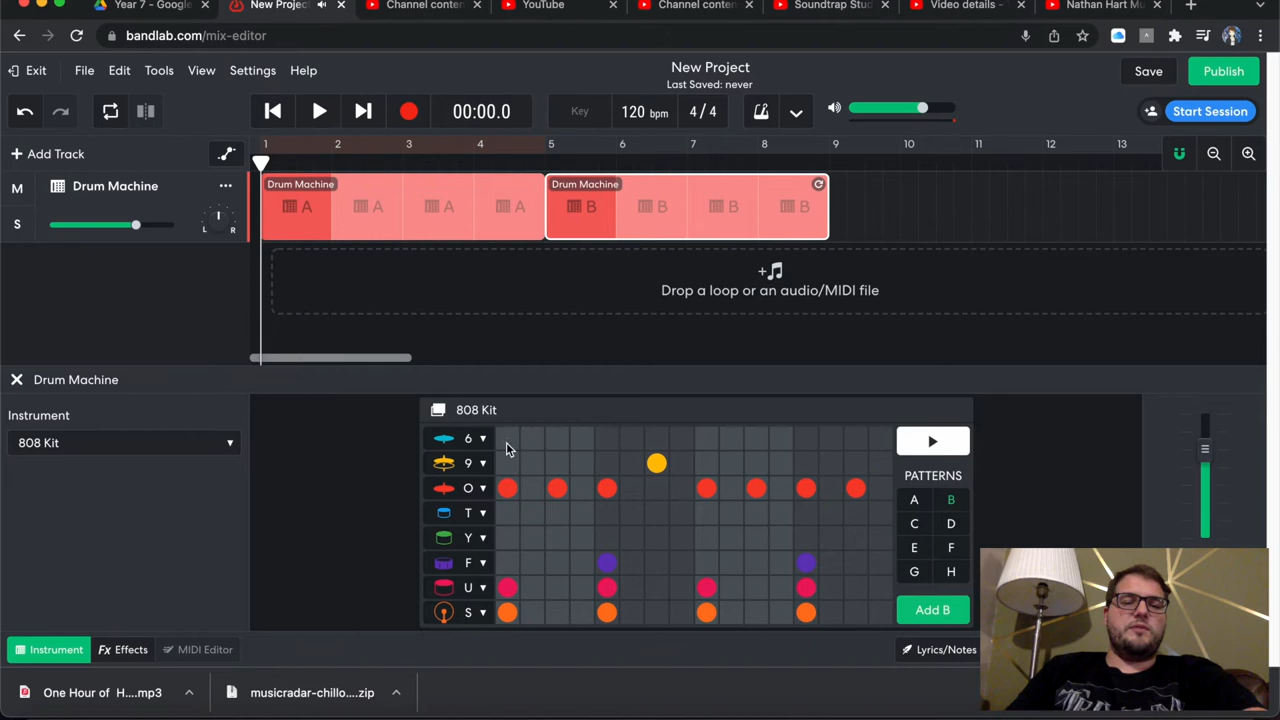 Year 7 - Google
New Project
Channel conten
YouTube
Channel conten
Soundtrap Stud
Video details -
Nathan Hart Mu
bandlab.com/mix-editor
Exit
File
Edit
Tools
View
Settings
Help
New Project
Last Saved: never
Save
Publish
00:00.0
Key
120 bpm
4/4
Start Session
Add Track
1 2 3 4 5 6 7 8 9 10 11 12 13
M
Drum Machine
S
L R
Drum Machine
A A A A
Drum Machine
B B B B
Drop a loop or an audio/MIDI file
Drum Machine
Instrument
808 Kit
808 Kit
6
9
O
T
Y
F
U
S
PATTERNS
A B
C D
E F
G H
Add B
Instrument
Fx Effects
MIDI Editor
Lyrics/Notes
One Hour of H....mp3
musicradar-chillo....zip